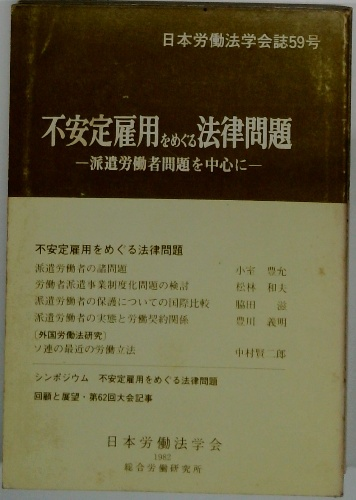 日本労働法学会誌59号
不安定雇用をめぐる法律問題
―派遣労働者問題を中心に―
不安定雇用をめぐる法律問題
派遣労働者の諸問題 小室 豊允
労働者派遣事業制度化問題の検討 松林 和夫
派遣労働者の保護についての国際比較 脇田 滋
派遣労働者の実態と労働契約関係 豊川 義明
〔外国労働法研究〕
ソ連の最近の労働立法 中村賢二郎
シンポジウム 不安定雇用をめぐる法律問題
回顧と展望・第62回大会記事
日本労働法学会
1982
総合労働研究所